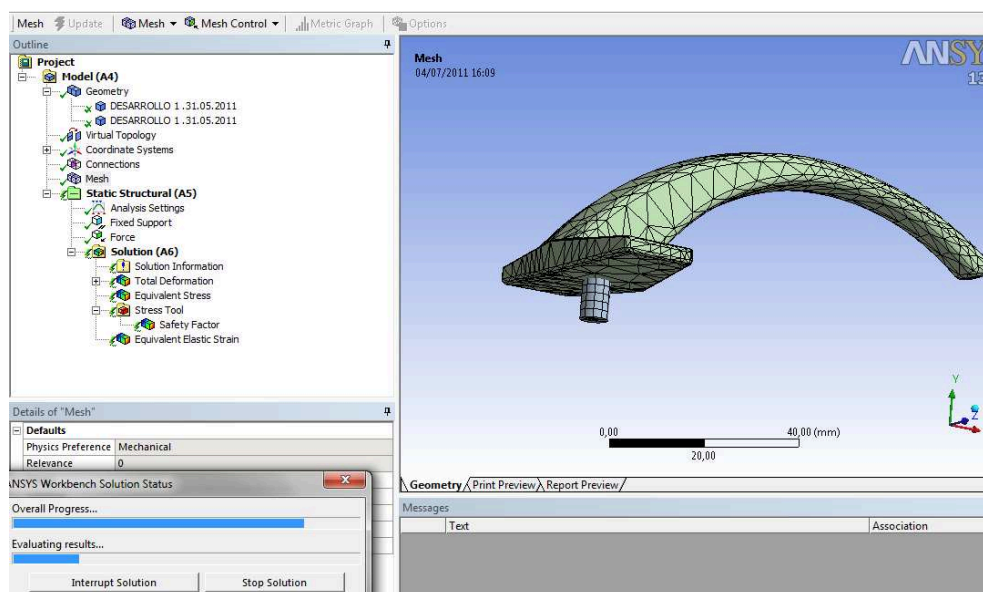 Mesh Update Mesh Mesh Control Metric Graph Options
Outline
Project
Model (A4)
Geometry
DESARROLLO 1 .31.05.2011
DESARROLLO 1 .31.05.2011
Virtual Topology
Coordinate Systems
Connections
Mesh
Static Structural (A5)
Analysis Settings
Fixed Support
Force
Solution (A6)
Solution Information
Total Deformation
Equivalent Stress
Stress Tool
Safety Factor
Equivalent Elastic Strain
Details of "Mesh"
Defaults
Physics Preference Mechanical
Relevance 0
ANSYS Workbench Solution Status
Overall Progress...
Evaluating results...
Interrupt Solution Stop Solution
Mesh
04/07/2011 16:09
ANSY
13
Y
Z
0,00 40,00 (mm)
20,00
Geometry Print Preview Report Preview
Messages
Text Association